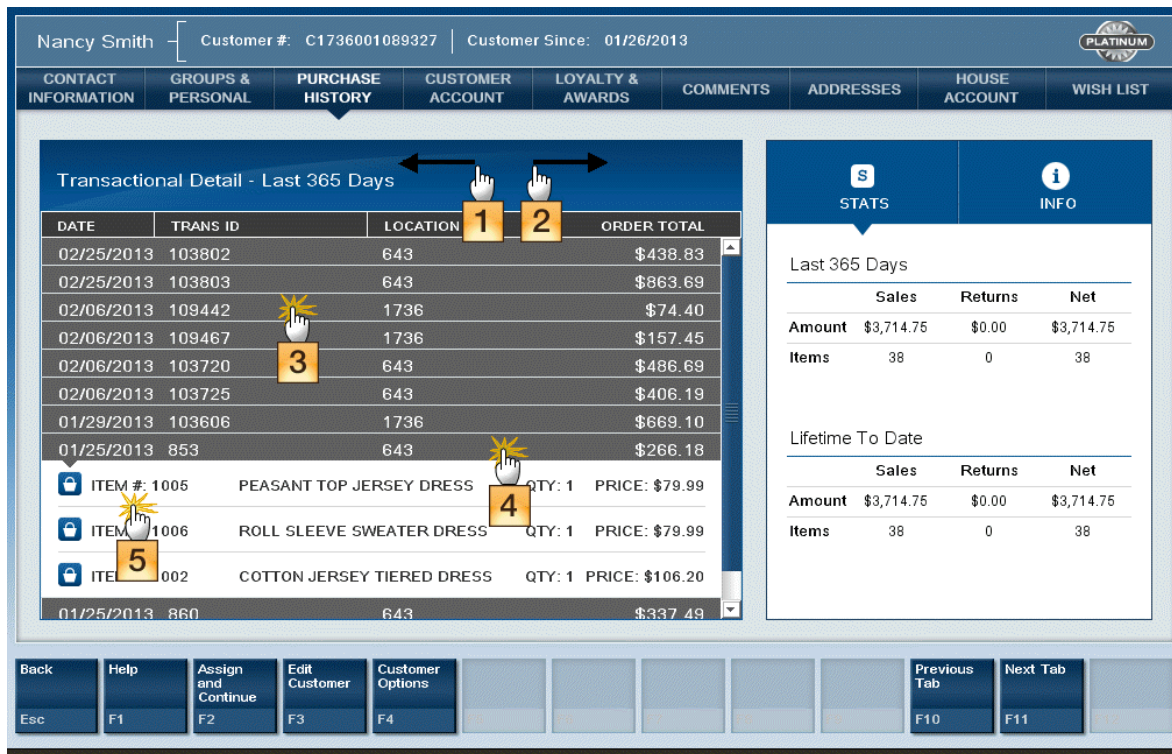 Nancy Smith Customer #: C1736001089327 Customer Since: 01/26/2013 PLATINUM
CONTACT INFORMATION
GROUPS & PERSONAL
PURCHASE HISTORY
CUSTOMER ACCOUNT
LOYALTY & AWARDS
COMMENTS
ADDRESSES
HOUSE ACCOUNT
WISH LIST
Transactional Detail - Last 365 Days
1 2
DATE TRANS ID LOCATION ORDER TOTAL
02/25/2013 103802 643 $438.83
02/25/2013 103803 643 $863.69
02/06/2013 109442 1736 $74.40
02/06/2013 109467 1736 $157.45
3
02/06/2013 103720 643 $486.69
02/06/2013 103725 643 $406.19
01/29/2013 103606 1736 $669.10
01/25/2013 853 643 $266.18
ITEM #: 1005 PEASANT TOP JERSEY DRESS QTY: 1 PRICE: $79.99
4
1006 ROLL SLEEVE SWEATER DRESS QTY: 1 PRICE: $79.99
5
COTTON JERSEY TIERED DRESS QTY: 1 PRICE: $106.20
01/25/2013 860 643 $337.49
S STATS
i INFO
Last 365 Days
Sales Returns Net
Amount $3,714.75 $0.00 $3,714.75
Items 38 0 38
Lifetime To Date
Sales Returns Net
Amount $3,714.75 $0.00 $3,714.75
Items 38 0 38
Back Esc
Help F1
Assign and Continue F2
Edit Customer F3
Customer Options F4
Previous Tab F10
Next Tab F11